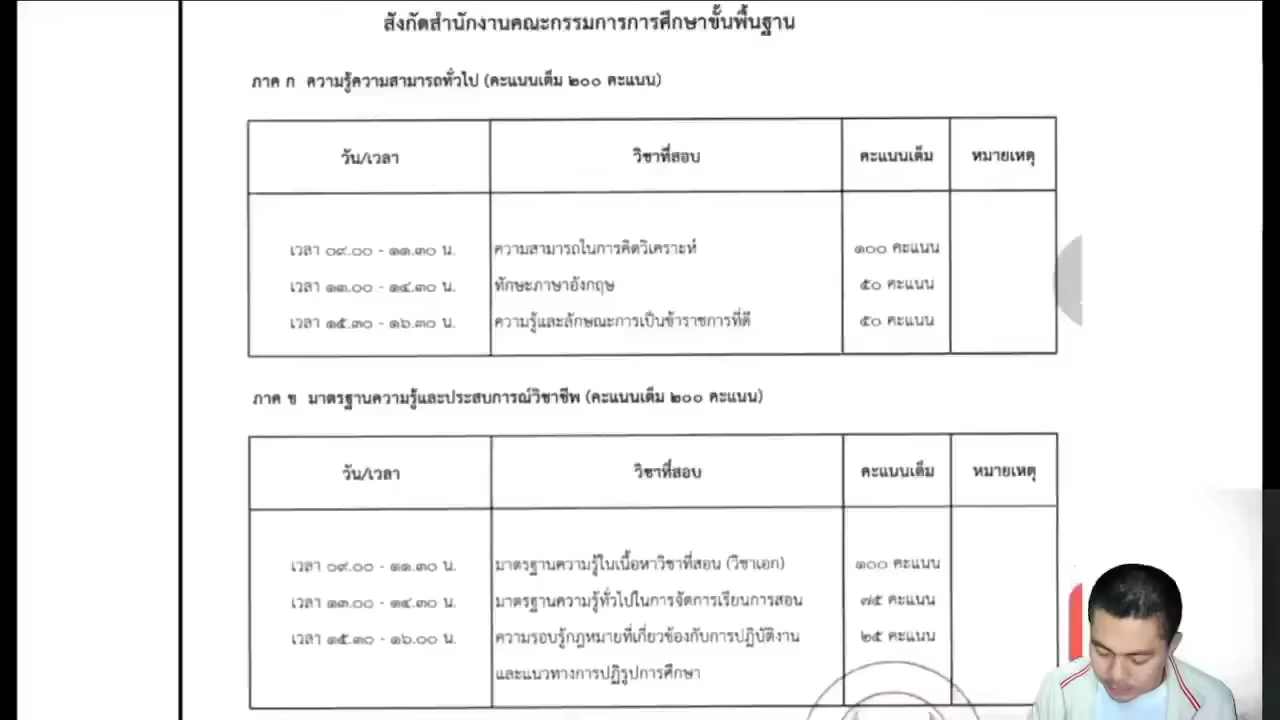 สังกัดสำนักงานคณะกรรมการการศึกษาขั้นพื้นฐาน
ภาค ก ความรู้ความสามารถทั่วไป (คะแนนเต็ม ๒๐๐ คะแนน)
วัน/เวลา วิชาที่สอบ คะแนนเต็ม หมายเหตุ
เวลา ๐๙.๐๐ - ๑๑.๓๐ น. ความสามารถในการคิดวิเคราะห์ ๑๐๐ คะแนน
เวลา ๑๓.๐๐ - ๑๔.๓๐ น. ทักษะภาษาอังกฤษ ๕๐ คะแนน
เวลา ๑๕.๓๐ - ๑๖.๓๐ น. ความรู้และลักษณะการเป็นข้าราชการที่ดี ๕๐ คะแนน
ภาค ข มาตรฐานความรู้และประสบการณ์วิชาชีพ (คะแนนเต็ม ๒๐๐ คะแนน)
วัน/เวลา วิชาที่สอบ คะแนนเต็ม หมายเหตุ
เวลา ๐๙.๐๐ - ๑๑.๓๐ น. มาตรฐานความรู้ในเนื้อหาวิชาที่สอน (วิชาเอก) ๑๐๐ คะแนน
เวลา ๑๓.๐๐ - ๑๔.๓๐ น. มาตรฐานความรู้ทั่วไปในการจัดการเรียนการสอน ๗๕ คะแนน
เวลา ๑๕.๓๐ - ๑๖.๐๐ น. ความรอบรู้กฎหมายที่เกี่ยวข้องกับการปฏิบัติงาน ๒๕ คะแนน
และแนวทางการปฏิรูปการศึกษา